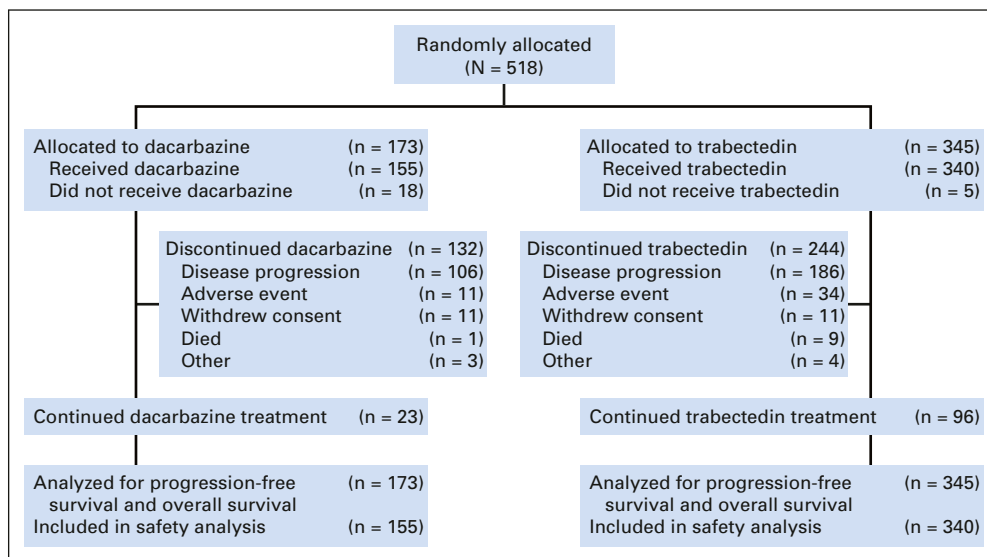 Randomly allocated
(N = 518)
Allocated to dacarbazine (n = 173)
Received dacarbazine (n = 155)
Did not receive dacarbazine (n = 18)
Allocated to trabectedin (n = 345)
Received trabectedin (n = 340)
Did not receive trabectedin (n = 5)
Discontinued dacarbazine (n = 132)
Disease progression (n = 106)
Adverse event (n = 11)
Withdrew consent (n = 11)
Died (n = 1)
Other (n = 3)
Discontinued trabectedin (n = 244)
Disease progression (n = 186)
Adverse event (n = 34)
Withdrew consent (n = 11)
Died (n = 9)
Other (n = 4)
Continued dacarbazine treatment (n = 23)
Continued trabectedin treatment (n = 96)
Analyzed for progression-free (n = 173)
survival and overall survival
Included in safety analysis (n = 155)
Analyzed for progression-free (n = 345)
survival and overall survival
Included in safety analysis (n = 340)